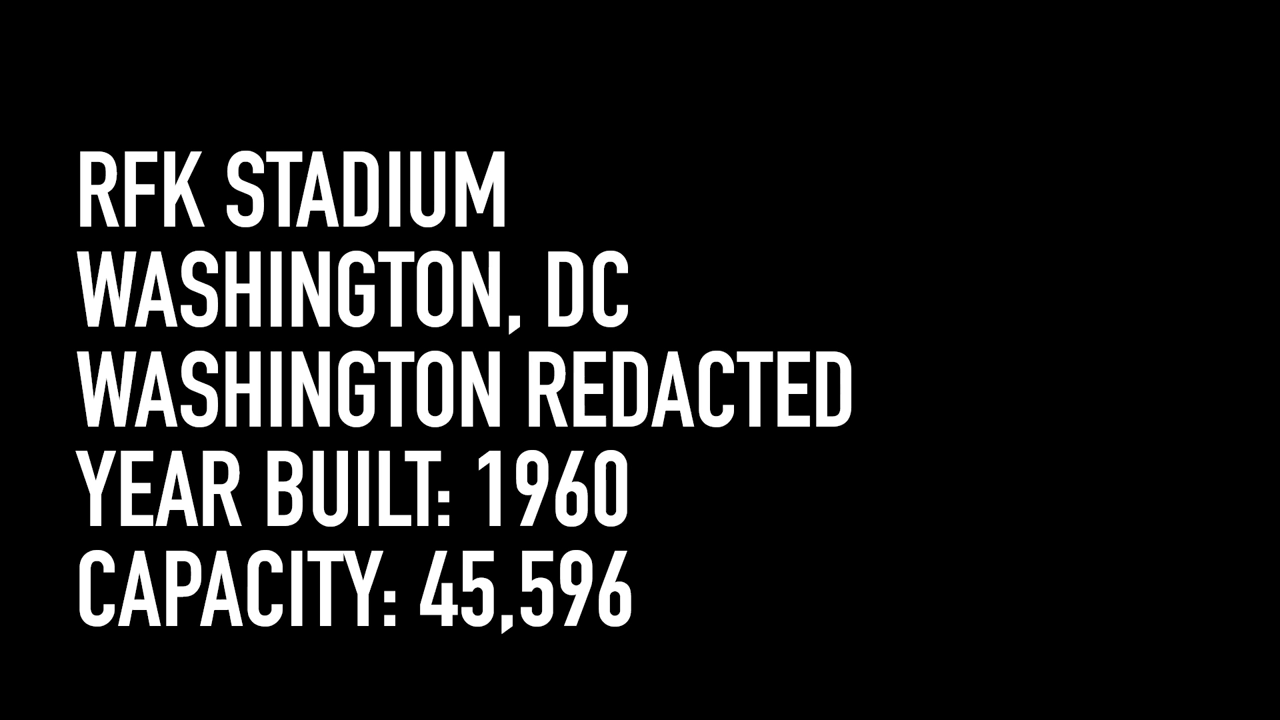 RFK STADIUM
WASHINGTON, DC
WASHINGTON REDACTED
YEAR BUILT: 1960
CAPACITY: 45,596